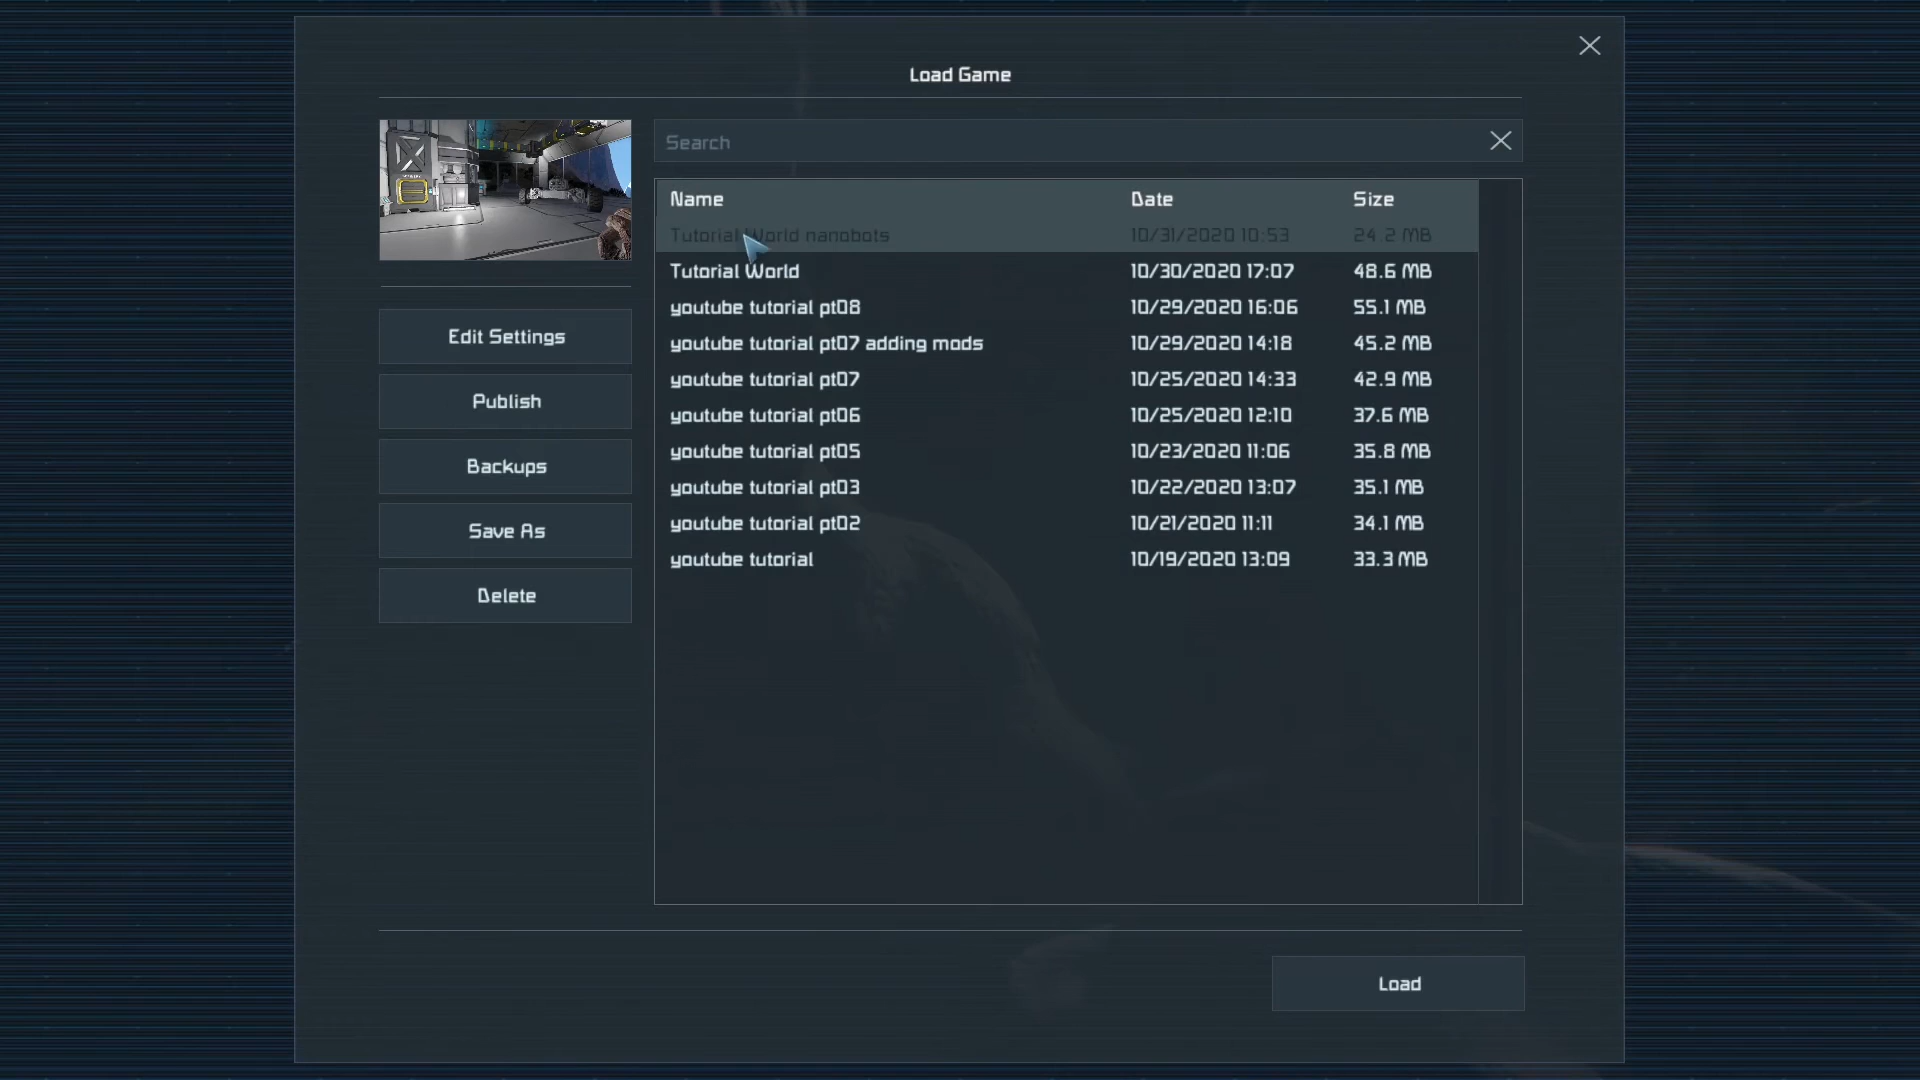 Load Game
Search
Name Date Size
Tutorial World nanobots 10/31/2020 10:53 24.2 MB
Tutorial World 10/30/2020 17:07 48.6 MB
youtube tutorial pt08 10/29/2020 16:06 55.1 MB
youtube tutorial pt07 adding mods 10/29/2020 14:18 45.2 MB
youtube tutorial pt07 10/25/2020 14:33 42.9 MB
youtube tutorial pt06 10/25/2020 12:10 37.6 MB
youtube tutorial pt05 10/23/2020 11:06 35.8 MB
youtube tutorial pt03 10/22/2020 13:07 35.1 MB
youtube tutorial pt02 10/21/2020 11:11 34.1 MB
youtube tutorial 10/19/2020 13:09 33.3 MB
Edit Settings
Publish
Backups
Save As
Delete
Load